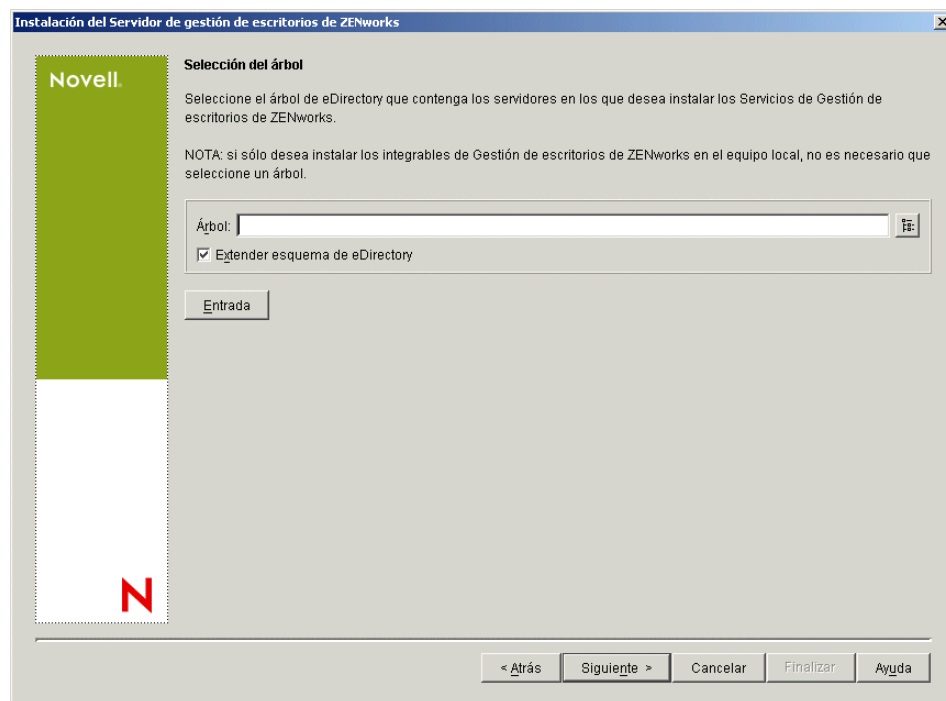 Instalación del Servidor de gestión de escritorios de ZENworks
Novell.
Selección del árbol
Seleccione el árbol de eDirectory que contenga los servidores en los que desea instalar los Servicios de Gestión de
escritorios de ZENworks.
NOTA: si sólo desea instalar los integrables de Gestión de escritorios de ZENworks en el equipo local, no es necesario que
seleccione un árbol.
Árbol:
Extender esquema de eDirectory
Entrada
N
< Atrás Siguiente > Cancelar Finalizar Ayuda